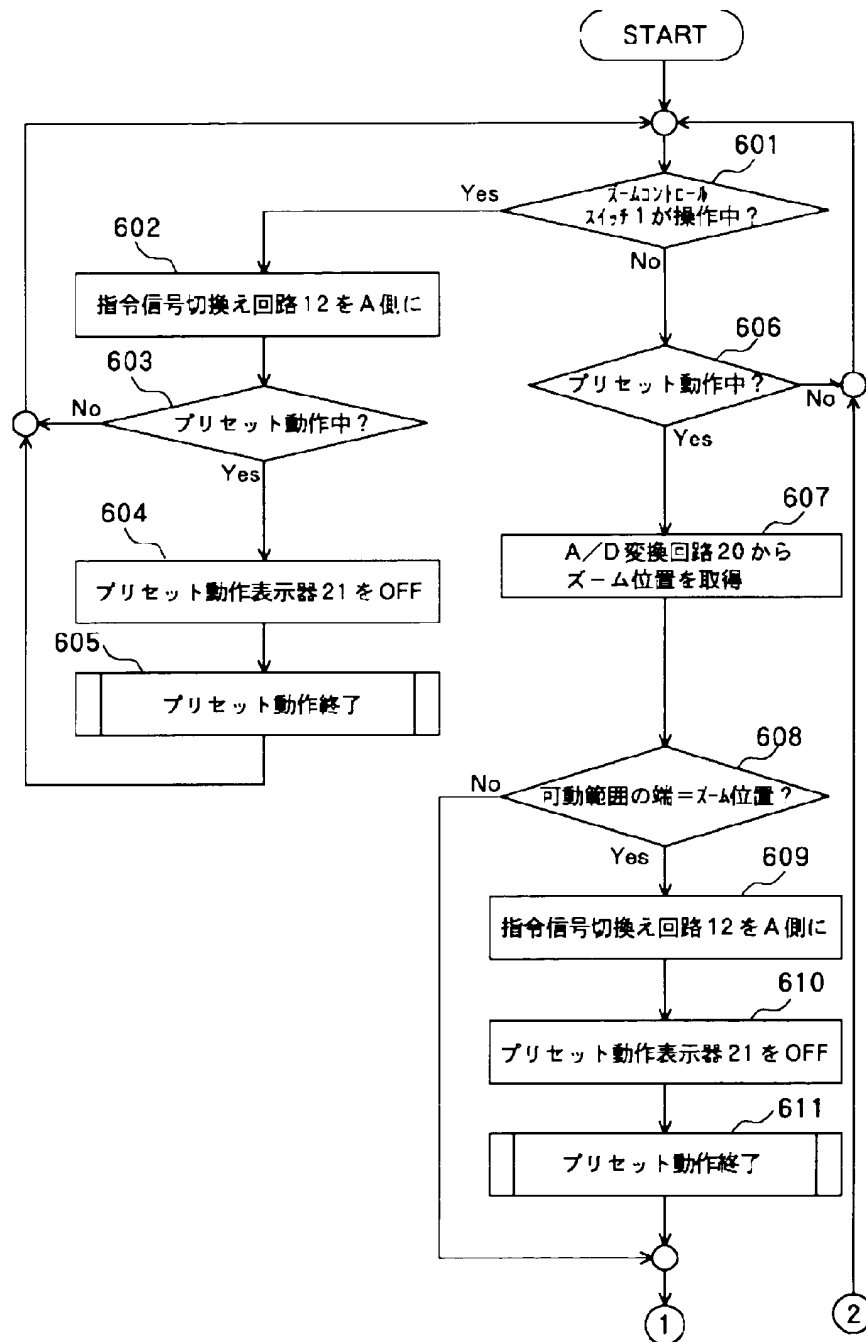 START
601
ズームコントロール
スイッチ1が操作中?
Yes
No
602
指令信号切換え回路12をA側に
603
プリセット動作中?
No
Yes
604
プリセット動作表示器21をOFF
605
プリセット動作終了
606
プリセット動作中?
No
Yes
607
A/D変換回路20から
ズーム位置を取得
608
可動範囲の端=ズーム位置?
No
Yes
609
指令信号切換え回路12をA側に
610
プリセット動作表示器21をOFF
611
プリセット動作終了
1
2